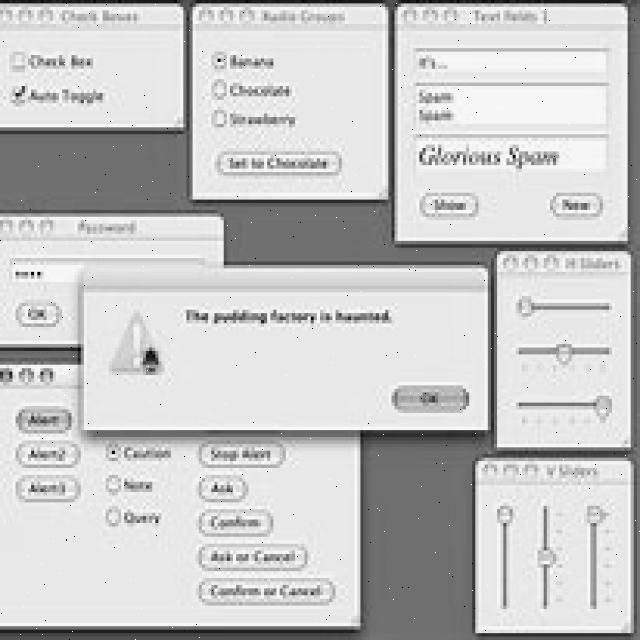 Check Boxes
Check Box
Auto Toggle
Radio Groups
Banana
Chocolate
Strawberry
Set to Chocolate
Text fields 1
It's...
Spam
Spam
Glorious Spam
Show
New
Password
OK
The pudding factory is haunted.
OK
H Sliders
Alert
Alert2
Alert3
Caution
Note
Query
Stop Alert
Ask
Confirm
Ask or Cancel
Confirm or Cancel
V Sliders